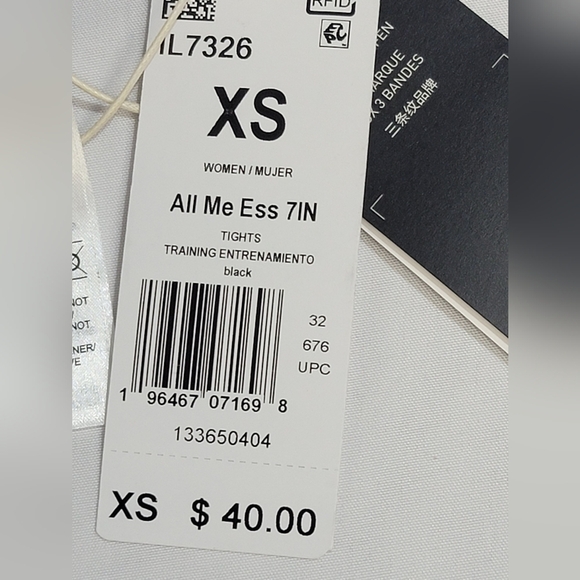 RFID
IL7326
XS
WOMEN / MUJER
All Me Ess 7IN
TIGHTS
TRAINING ENTRENAMIENTO
black
32
676
UPC
1 96467 07169 8
133650404
XS $ 40.00
3 BANDES
三条纹品牌
NOT
NOT